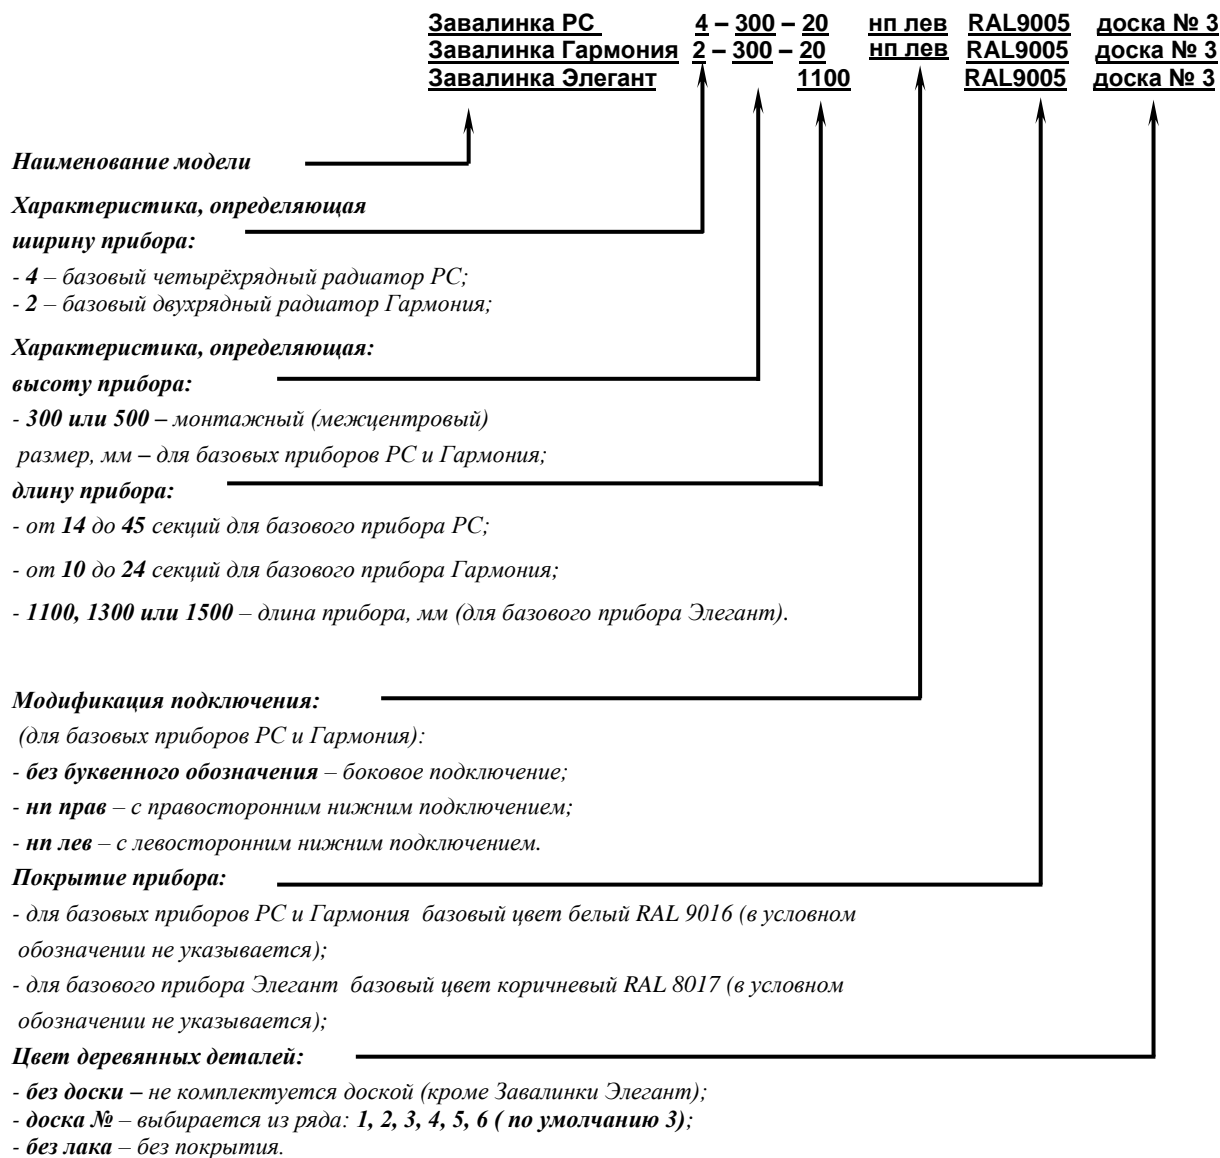 Завалинка РС 4 – 300 – 20 нп лев RAL9005 доска № 3
Завалинка Гармония 2 – 300 – 20 нп лев RAL9005 доска № 3
Завалинка Элегант 1100 RAL9005 доска № 3
Наименование модели
Характеристика, определяющая
ширину прибора:
- 4 – базовый четырёхрядный радиатор РС;
- 2 – базовый двухрядный радиатор Гармония;
Характеристика, определяющая:
высоту прибора:
- 300 или 500 – монтажный (межцентровый)
размер, мм – для базовых приборов РС и Гармония;
длину прибора:
- от 14 до 45 секций для базового прибора РС;
- от 10 до 24 секций для базового прибора Гармония;
- 1100, 1300 или 1500 – длина прибора, мм (для базового прибора Элегант).
Модификация подключения:
(для базовых приборов РС и Гармония):
- без буквенного обозначения – боковое подключение;
- нп прав – с правосторонним нижним подключением;
- нп лев – с левосторонним нижним подключением.
Покрытие прибора:
- для базовых приборов РС и Гармония базовый цвет белый RAL 9016 (в условном
обозначении не указывается);
- для базового прибора Элегант базовый цвет коричневый RAL 8017 (в условном
обозначении не указывается);
Цвет деревянных деталей:
- без доски – не комплектуется доской (кроме Завалинки Элегант);
- доска № – выбирается из ряда: 1, 2, 3, 4, 5, 6 ( по умолчанию 3);
- без лака – без покрытия.